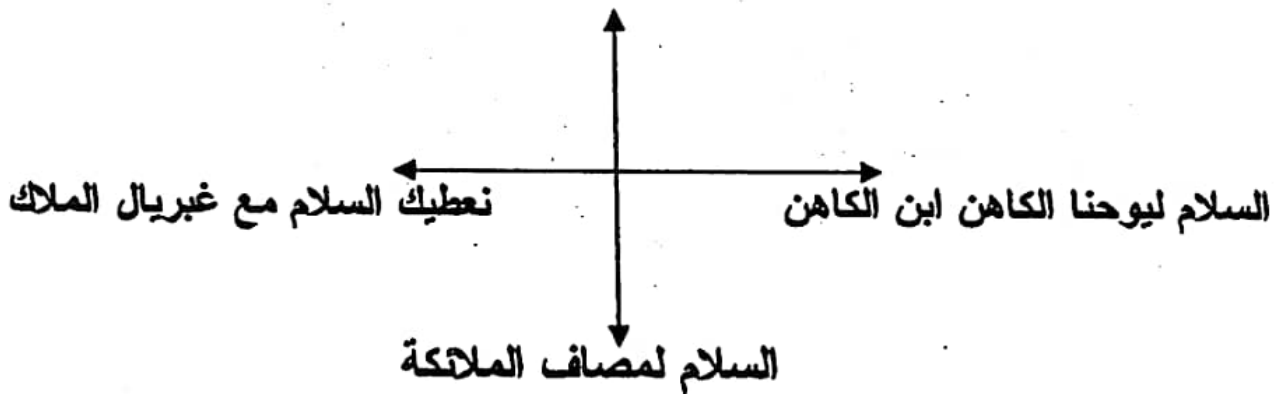 السلام ليوحنا الكاهن ابن الكاهن
نعطيك السلام مع غبريال الملاك
السلام لمصاف الملائكة